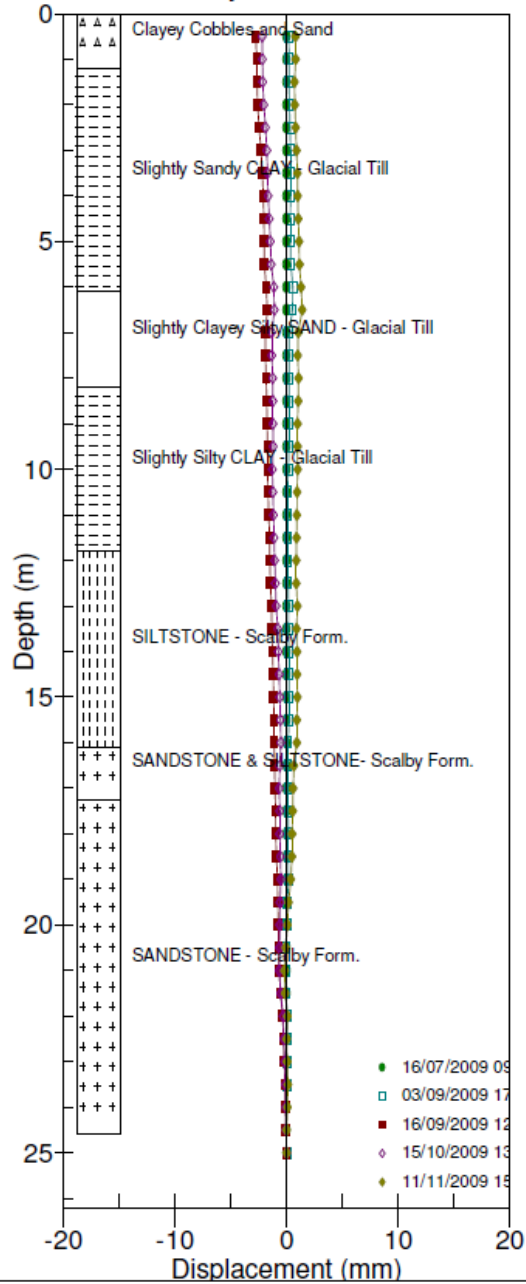 0
Clayey Cobbles and Sand
Slightly Sandy CLAY - Glacial Till
5
Slightly Clayey Silty SAND - Glacial Till
Slightly Silty CLAY - Glacial Till
10
Depth (m)
SILTSTONE - Scalby Form.
15
SANDSTONE & SILTSTONE- Scalby Form.
20
SANDSTONE - Scalby Form.
16/07/2009 09
03/09/2009 17
16/09/2009 12
15/10/2009 13
11/11/2009 15
25
-20 -10 0 10 20
Displacement (mm)